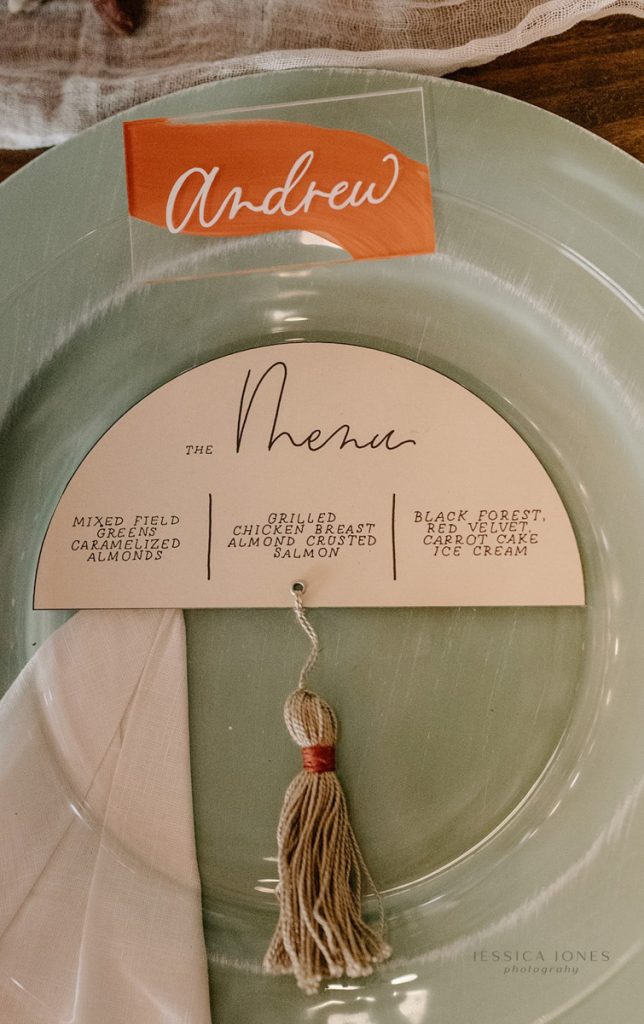 andrew
THE Menu
MIXED FIELD
GREENS
CARAMELIZED
ALMONDS
GRILLED
CHICKEN BREAST
ALMOND CRUSTED
SALMON
BLACK FOREST,
RED VELVET,
CARROT CAKE
ICE CREAM
JESSICA JONES
photography